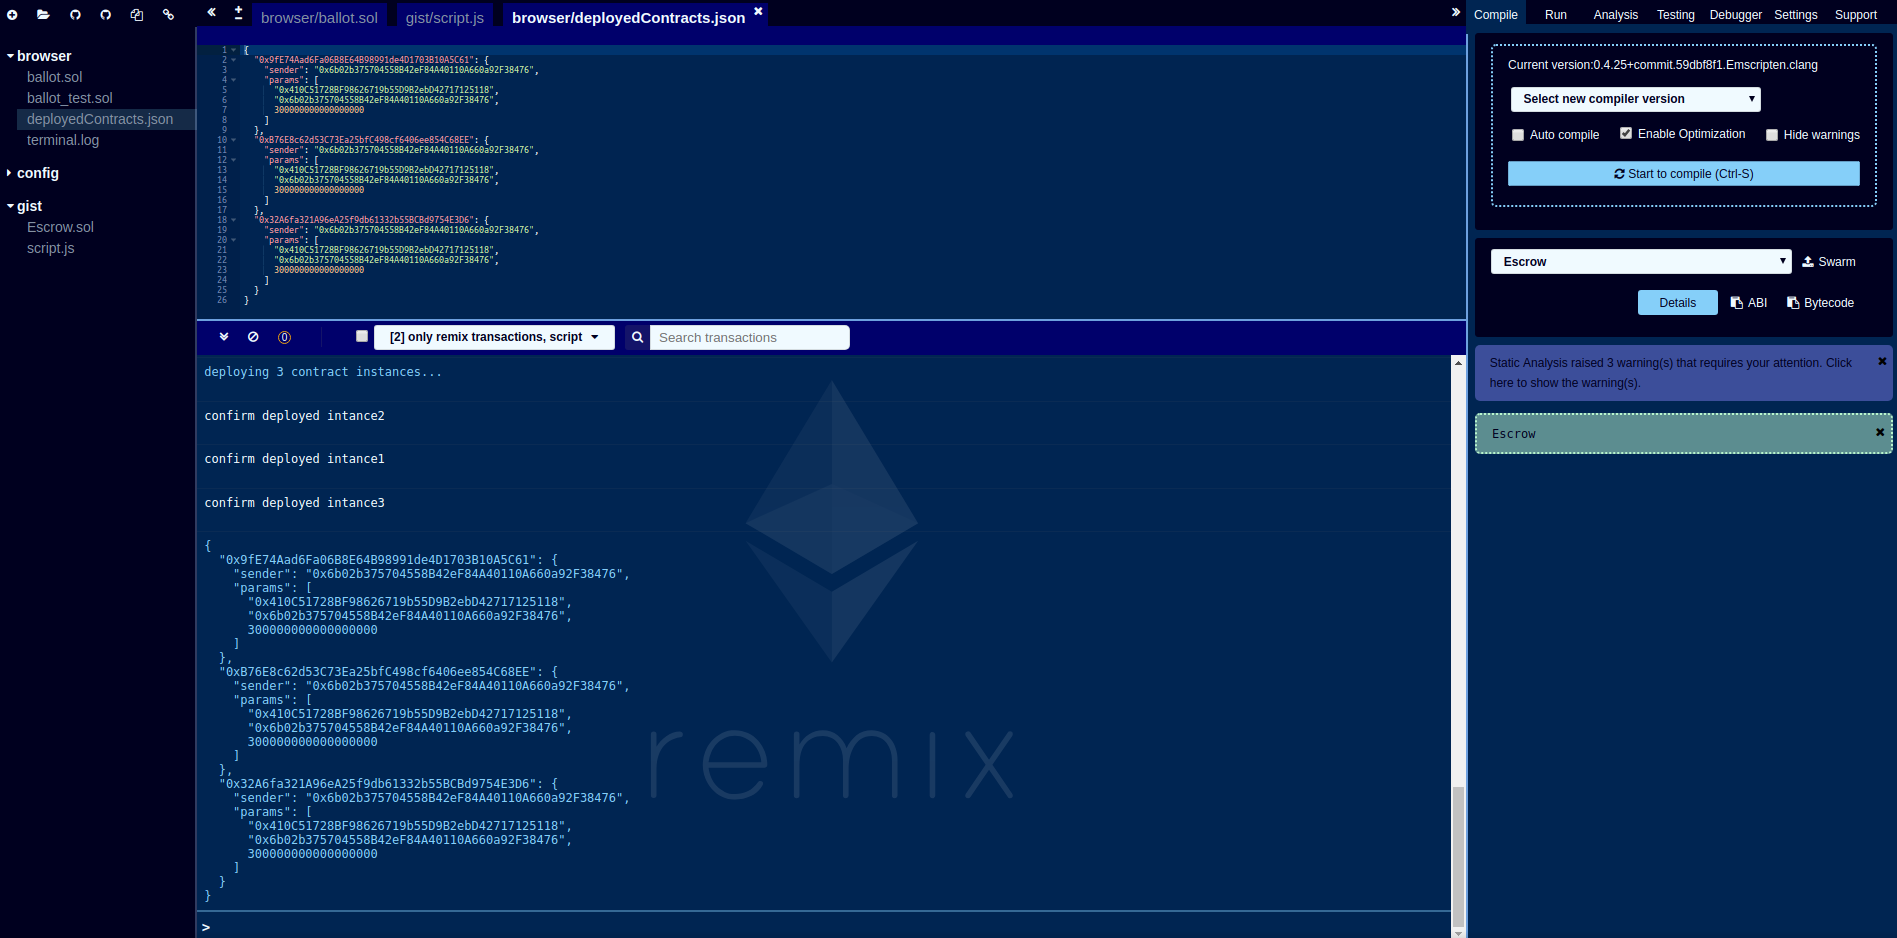 browser
ballot.sol
ballot_test.sol
deployedContracts.json
terminal.log
config
gist
Escrow.sol
script.js
browser/ballot.sol
gist/script.js
browser/deployedContracts.json
1 {
2 "0x9fE74Aad6Fa06B8E64B98991de4D1703B10A5C61": {
3 "sender": "0x6b02b375704558B42eF84A40110A660a92F38476",
4 "params": [
5 "0x410C51728BF98626719b55D9B2ebD42717125118",
6 "0x6b02b375704558B42eF84A40110A660a92F38476",
7 300000000000000000
8 ]
9 },
10 "0xB76E8c62d53C73Ea25bfC498cf6406ee854C68EE": {
11 "sender": "0x6b02b375704558B42eF84A40110A660a92F38476",
12 "params": [
13 "0x410C51728BF98626719b55D9B2ebD42717125118",
14 "0x6b02b375704558B42eF84A40110A660a92F38476",
15 300000000000000000
16 ]
17 },
18 "0x32A6fa321A96eA25f9db61332b55BCBd9754E3D6": {
19 "sender": "0x6b02b375704558B42eF84A40110A660a92F38476",
20 "params": [
21 "0x410C51728BF98626719b55D9B2ebD42717125118",
22 "0x6b02b375704558B42eF84A40110A660a92F38476",
23 300000000000000000
24 ]
25 }
26 }
0
[2] only remix transactions, script
Search transactions
deploying 3 contract instances...
confirm deployed intance2
confirm deployed intance1
confirm deployed intance3
{
"0x9fE74Aad6Fa06B8E64B98991de4D1703B10A5C61": {
"sender": "0x6b02b375704558B42eF84A40110A660a92F38476",
"params": [
"0x410C51728BF98626719b55D9B2ebD42717125118",
"0x6b02b375704558B42eF84A40110A660a92F38476",
300000000000000000
]
},
"0xB76E8c62d53C73Ea25bfC498cf6406ee854C68EE": {
"sender": "0x6b02b375704558B42eF84A40110A660a92F38476",
"params": [
"0x410C51728BF98626719b55D9B2ebD42717125118",
"0x6b02b375704558B42eF84A40110A660a92F38476",
300000000000000000
]
},
"0x32A6fa321A96eA25f9db61332b55BCBd9754E3D6": {
"sender": "0x6b02b375704558B42eF84A40110A660a92F38476",
"params": [
"0x410C51728BF98626719b55D9B2ebD42717125118",
"0x6b02b375704558B42eF84A40110A660a92F38476",
300000000000000000
]
}
}
remix
>
Compile Run Analysis Testing Debugger Settings Support
Current version:0.4.25+commit.59dbf8f1.Emscripten.clang
Select new compiler version
Auto compile Enable Optimization Hide warnings
Start to compile (Ctrl-S)
Escrow
Swarm
Details ABI Bytecode
Static Analysis raised 3 warning(s) that requires your attention. Click
here to show the warning(s).
Escrow